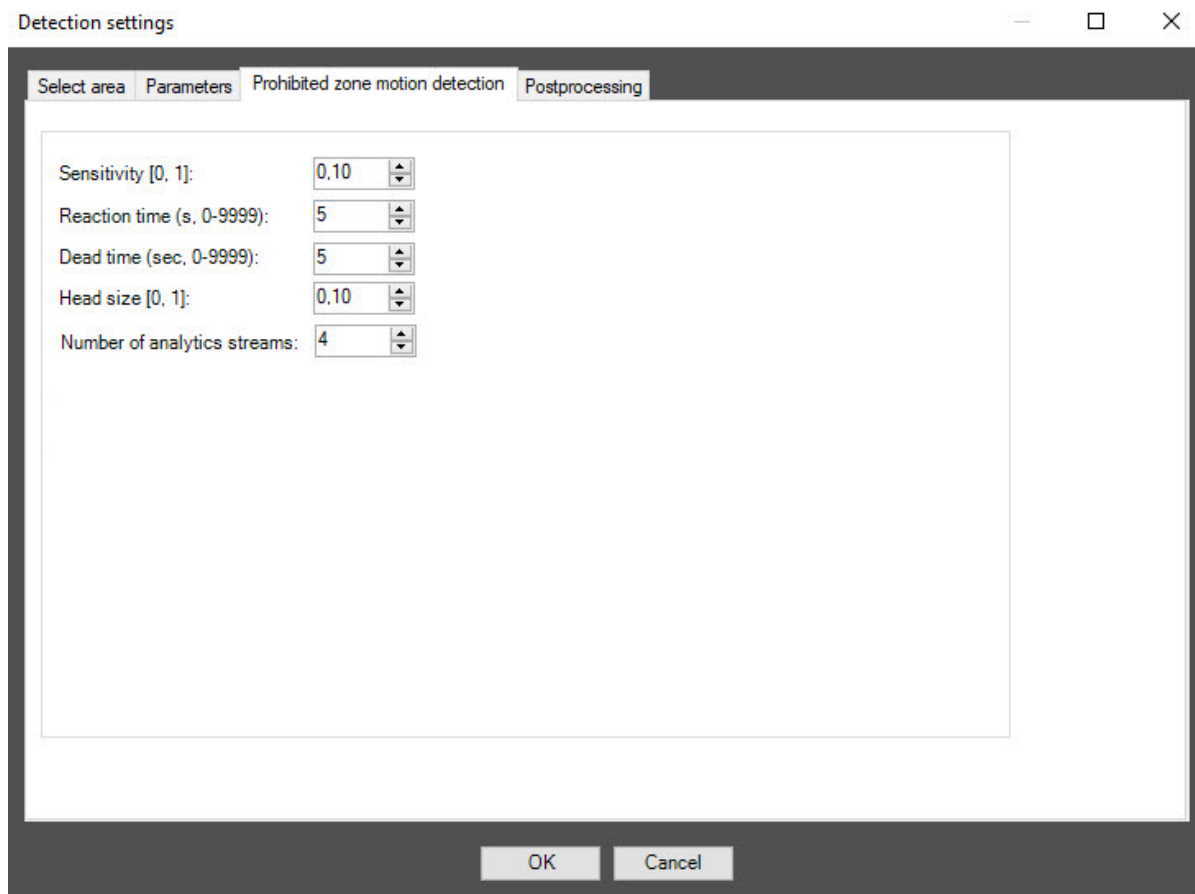 Detection settings
Select area Parameters Prohibited zone motion detection Postprocessing
Sensitivity [0, 1]: 0,10
Reaction time (s, 0-9999): 5
Dead time (sec, 0-9999): 5
Head size [0, 1]: 0,10
Number of analytics streams: 4
OK Cancel